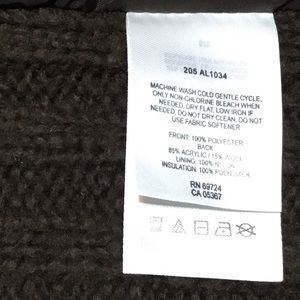 205 AL1034
MACHINE WASH COLD GENTLE CYCLE,
ONLY NON-CHLORINE BLEACH WHEN
NEEDED, DRY FLAT, LOW IRON IF
NEEDED, DO NOT DRY CLEAN, DO NOT
USE FABRIC SOFTENER
FRONT: 100% POLYESTER
BACK
85% ACRYLIC / 15% WOOL
LINING: 100% NYLON
INSULATION: 100% POLYESTER
RN 69724
CA 05367